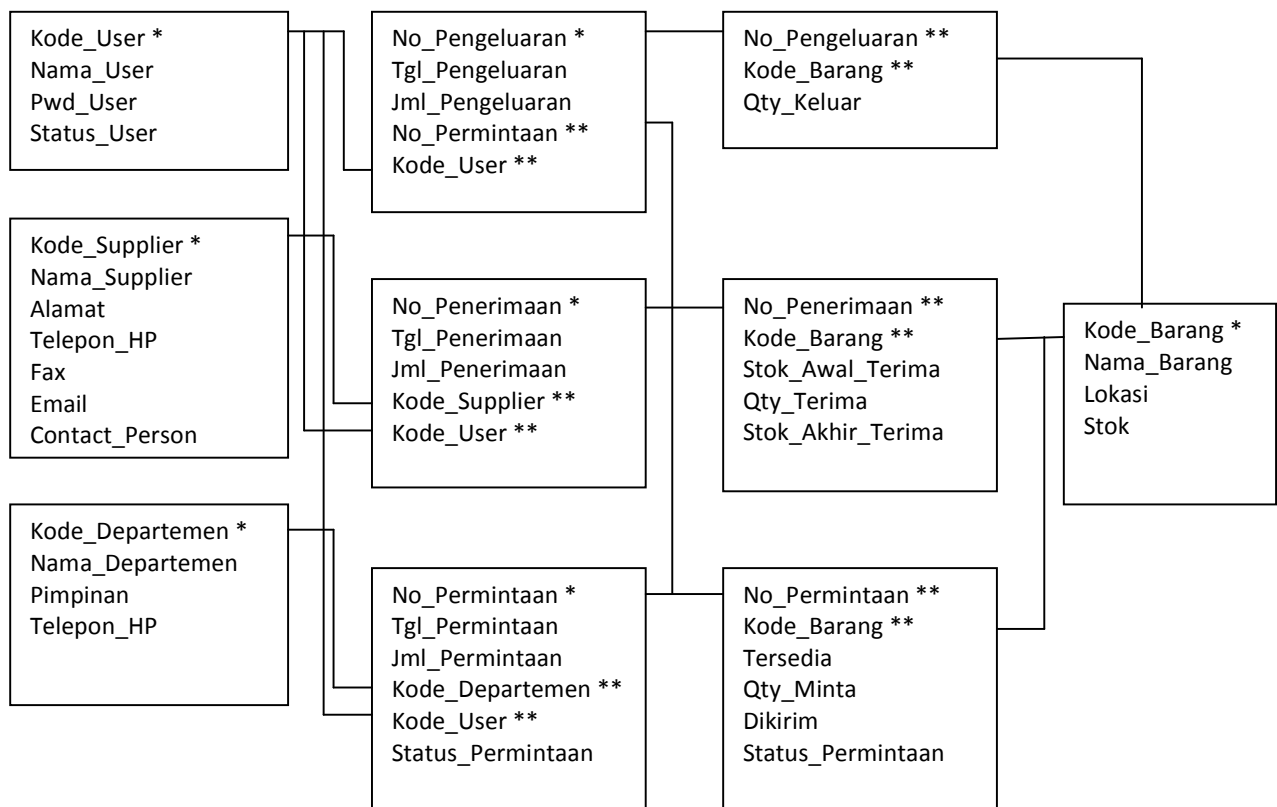 Kode_User *
Nama_User
Pwd_User
Status_User
Kode_Supplier *
Nama_Supplier
Alamat
Telepon_HP
Fax
Email
Contact_Person
Kode_Departemen *
Nama_Departemen
Pimpinan
Telepon_HP
No_Pengeluaran *
Tgl_Pengeluaran
Jml_Pengeluaran
No_Permintaan **
Kode_User **
No_Penerimaan *
Tgl_Penerimaan
Jml_Penerimaan
Kode_Supplier **
Kode_User **
No_Permintaan *
Tgl_Permintaan
Jml_Permintaan
Kode_Departemen **
Kode_User **
Status_Permintaan
No_Pengeluaran **
Kode_Barang **
Qty_Keluar
No_Penerimaan **
Kode_Barang **
Stok_Awal_Terima
Qty_Terima
Stok_Akhir_Terima
No_Permintaan **
Kode_Barang **
Tersedia
Qty_Minta
Dikirim
Status_Permintaan
Kode_Barang *
Nama_Barang
Lokasi
Stok